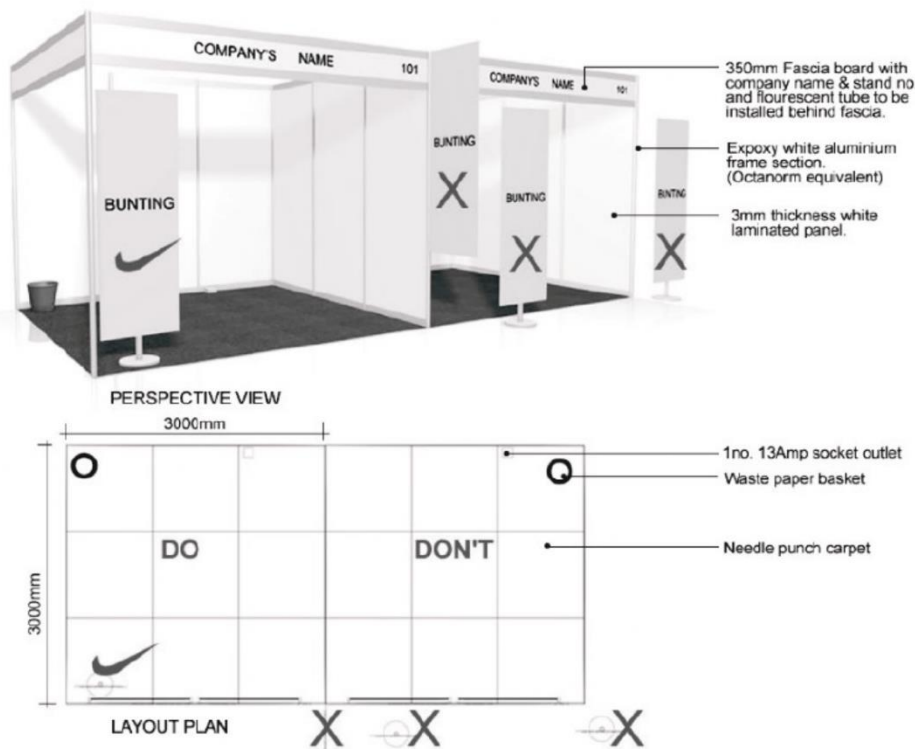 COMPANY'S NAME 101
COMPANY'S NAME 101
350mm Fascia board with
company name & stand no
and flourescent tube to be
installed behind fascia.
BUNTING
BUNTING
BUNTING
BUNTING
X
X
X
Expoxy white aluminium
frame section.
(Octanorm equivalent)
3mm thickness white
laminated panel.
PERSPECTIVE VIEW
3000mm
1no. 13Amp socket outlet
Waste paper basket
DO
DON'T
Needle punch carpet
3000mm
LAYOUT PLAN
X
X
X